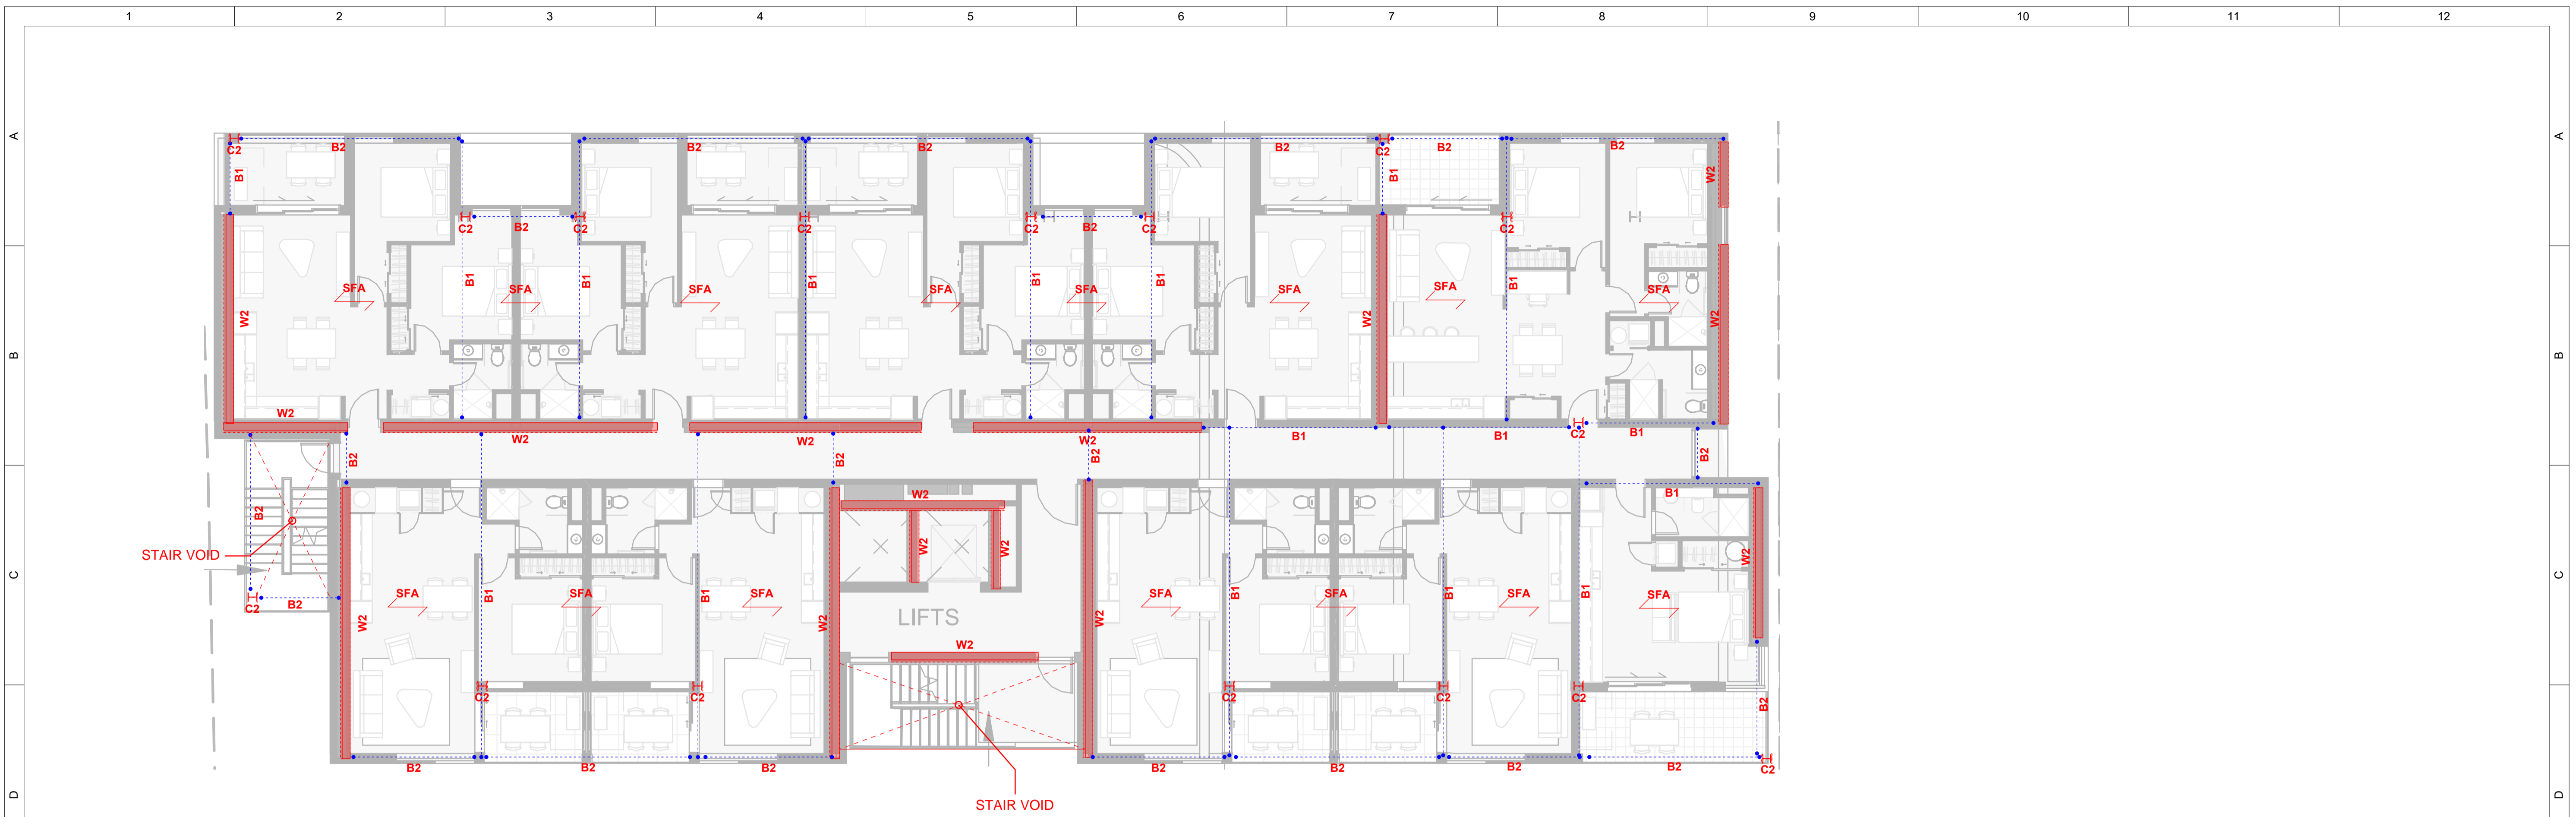 1 2 3 4 5 6 7 8 9 10 11 12
A A
C2 B2 B2 B2 B2 C2 B2 B2
B1 B1 W2
C2 B2 C2 C2 C2 B2 C2 C2
B1 B1 B1 B1 B1 B1
SFA SFA SFA SFA SFA SFA SFA SFA
W2 W2 W2
B B
W2 W2 W2 W2 B1 B1 C2 B1
B2 B2 B2 B2
W2 B1
B2
STAIR VOID
W2 W2 W2
C C
SFA SFA SFA SFA SFA SFA SFA
C2 B2
W2 B1 B1 W2 W2 B1 B1 B1
LIFTS
W2
C2 C2 C2 C2 C2
B2
B2 B2 B2 B2 B2 B2 B2 C2
D D
STAIR VOID